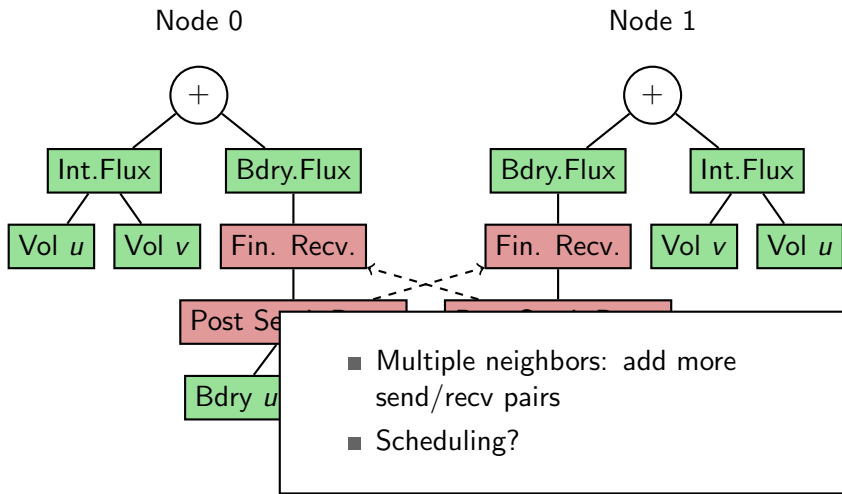 Node 0 Node 1
+ +
Int.Flux Bdry.Flux Bdry.Flux Int.Flux
Vol u Vol v Fin. Recv. Fin. Recv. Vol v Vol u
Post
Bdry u
■ Multiple neighbors: add more
send/recv pairs
■ Scheduling?